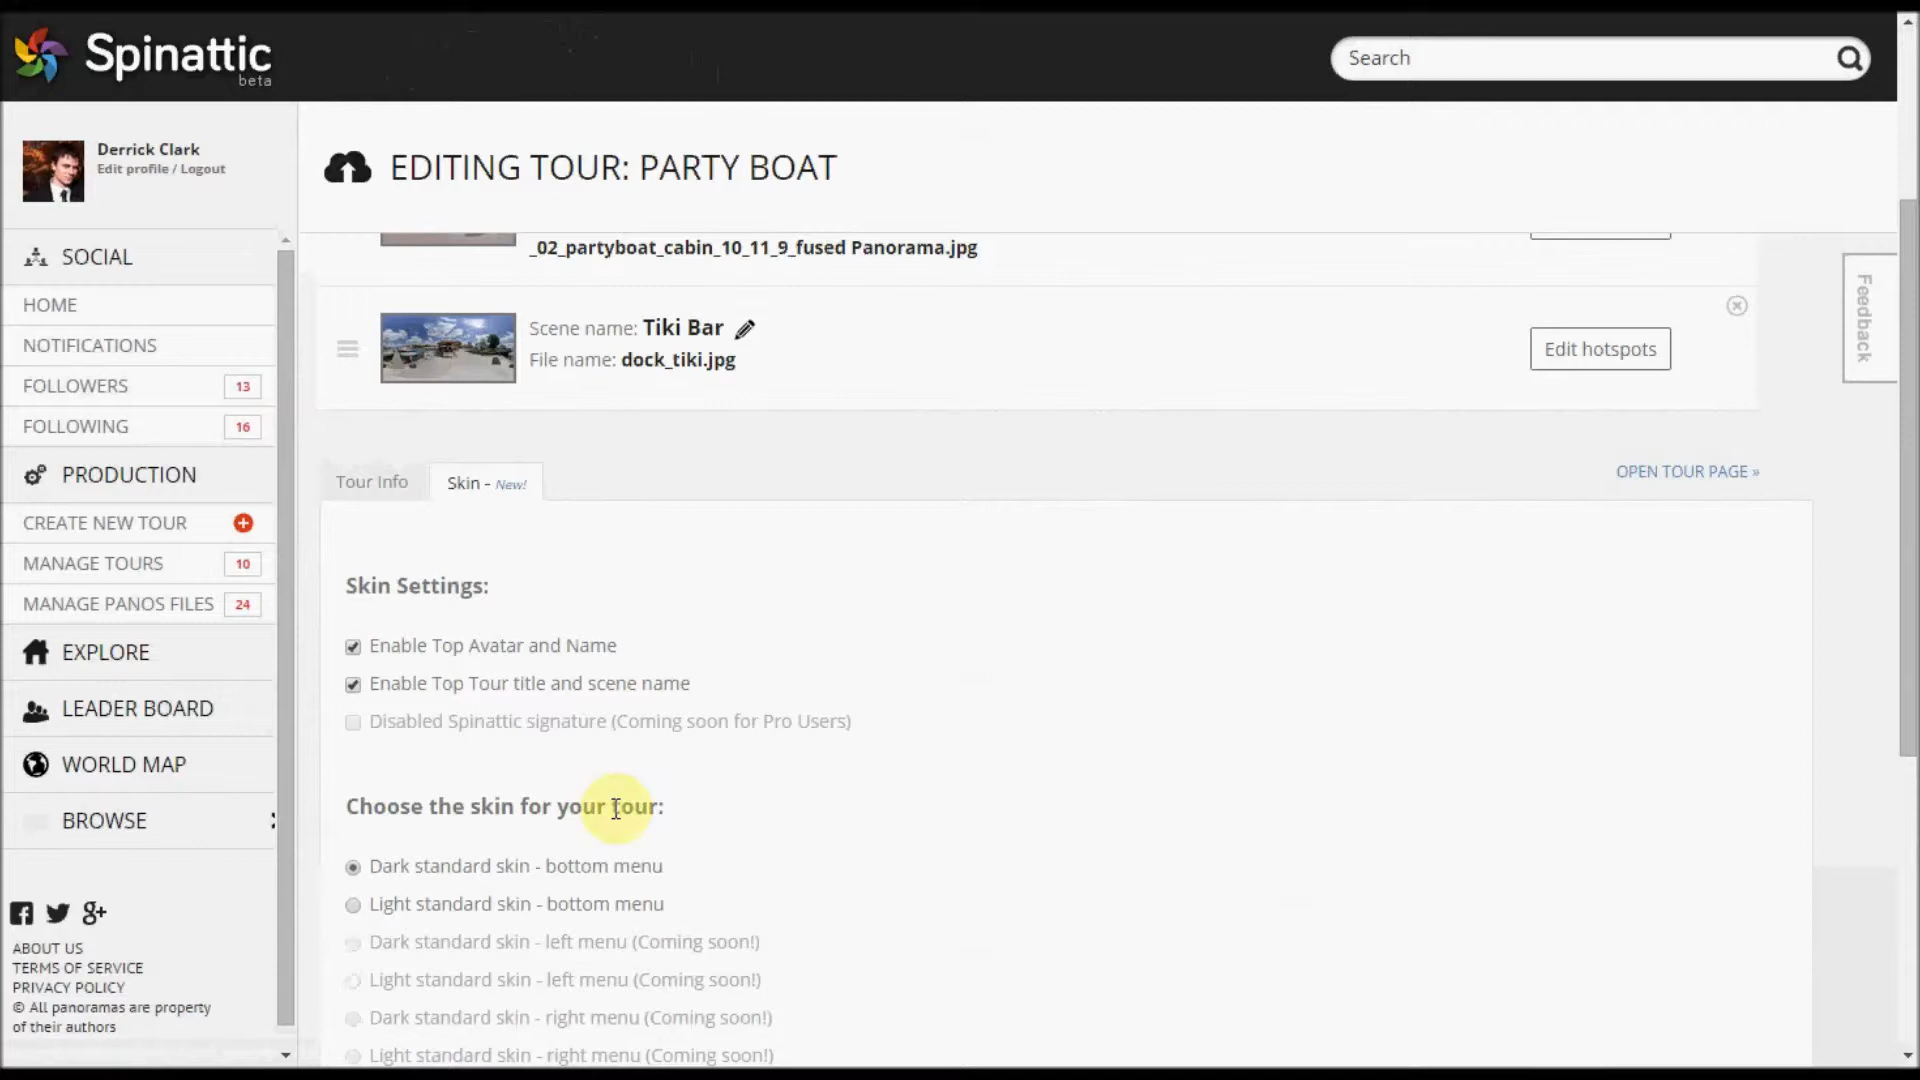 Spinattic
beta
Search
Derrick Clark
Edit profile / Logout
SOCIAL
HOME
NOTIFICATIONS
FOLLOWERS 13
FOLLOWING 16
PRODUCTION
CREATE NEW TOUR
MANAGE TOURS 10
MANAGE PANOS FILES 24
EXPLORE
LEADER BOARD
WORLD MAP
BROWSE
ABOUT US
TERMS OF SERVICE
PRIVACY POLICY
© All panoramas are property
of their authors
EDITING TOUR: PARTY BOAT
_02_partyboat_cabin_10_11_9_fused Panorama.jpg
Scene name: Tiki Bar
File name: dock_tiki.jpg
Edit hotspots
Feedback
Tour Info
Skin - New!
OPEN TOUR PAGE »
Skin Settings:
Enable Top Avatar and Name
Enable Top Tour title and scene name
Disabled Spinattic signature (Coming soon for Pro Users)
Choose the skin for your tour:
Dark standard skin - bottom menu
Light standard skin - bottom menu
Dark standard skin - left menu (Coming soon!)
Light standard skin - left menu (Coming soon!)
Dark standard skin - right menu (Coming soon!)
Light standard skin - right menu (Coming soon!)